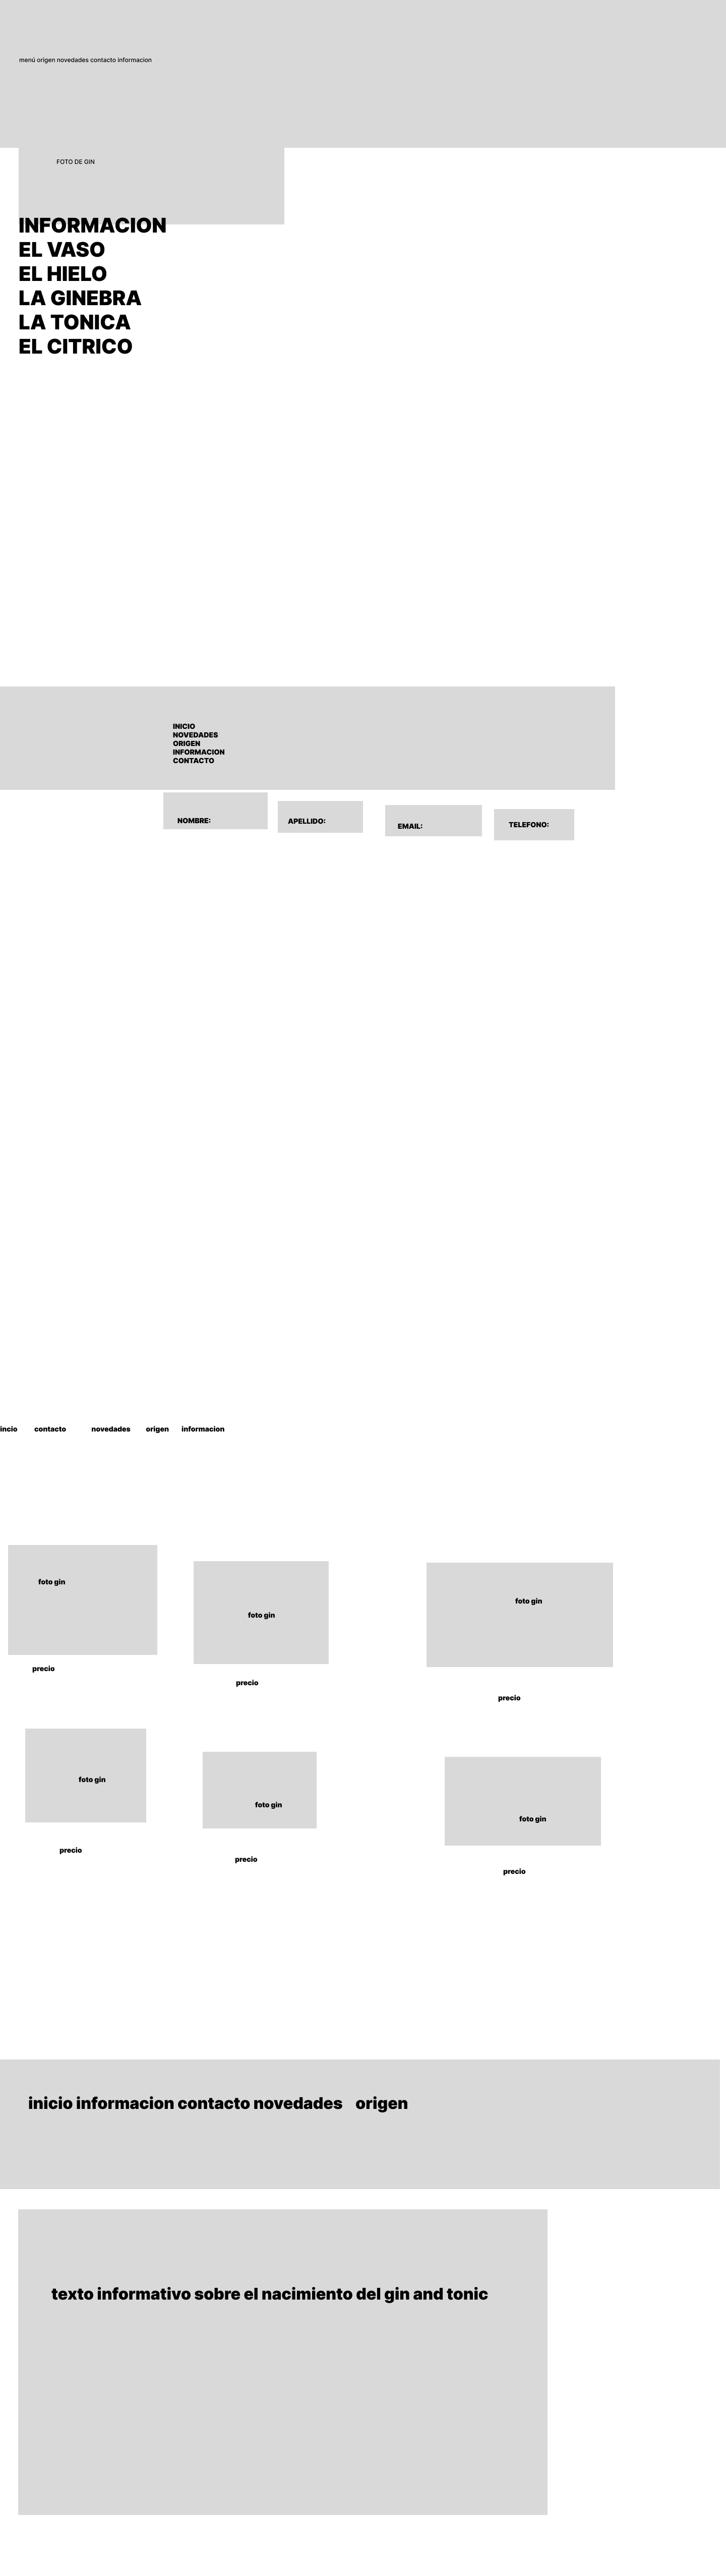 menú origen novedades contacto informacion
FOTO DE GIN
INFORMACION
EL VASO
EL HIELO
LA GINEBRA
LA TONICA
EL CITRICO
INICIO
NOVEDADES
ORIGEN
INFORMACION
CONTACTO
NOMBRE:
APELLIDO:
EMAIL:
TELEFONO:
incio contacto novedades origen informacion
foto gin
foto gin
foto gin
precio
precio
precio
foto gin
foto gin
foto gin
precio
precio
precio
inicio informacion contacto novedades origen
texto informativo sobre el nacimiento del gin and tonic